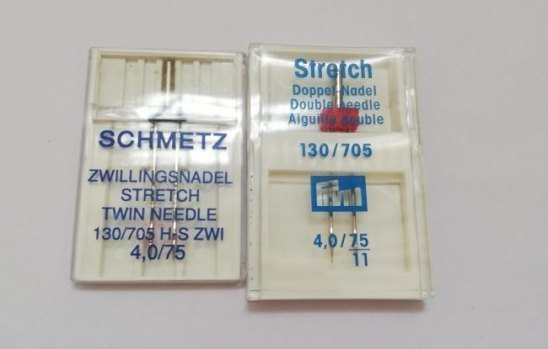 SCHMETZ
ZWILLINGSNADEL
STRETCH
TWIN NEEDLE
130/705 H-S ZWI
4,0/75
Stretch
Doppel-Nadel
Double needle
Aiguille double
130/705
Prym
4,0/75
11